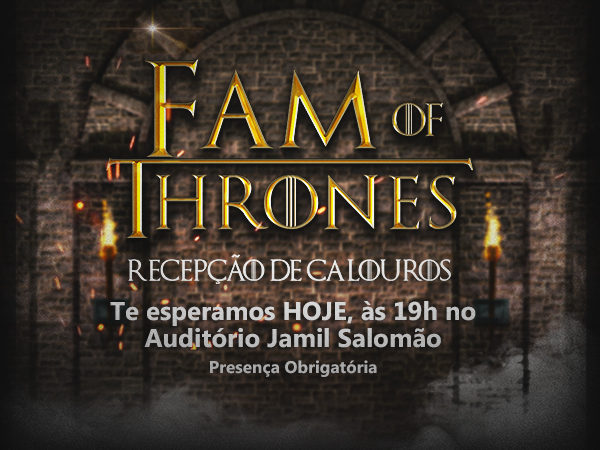 FAM OF
THRONES
RECEPÇÃO DE CALOUROS
Te esperamos HOJE, às 19h no
Auditório Jamil Salomão
Presença Obrigatória